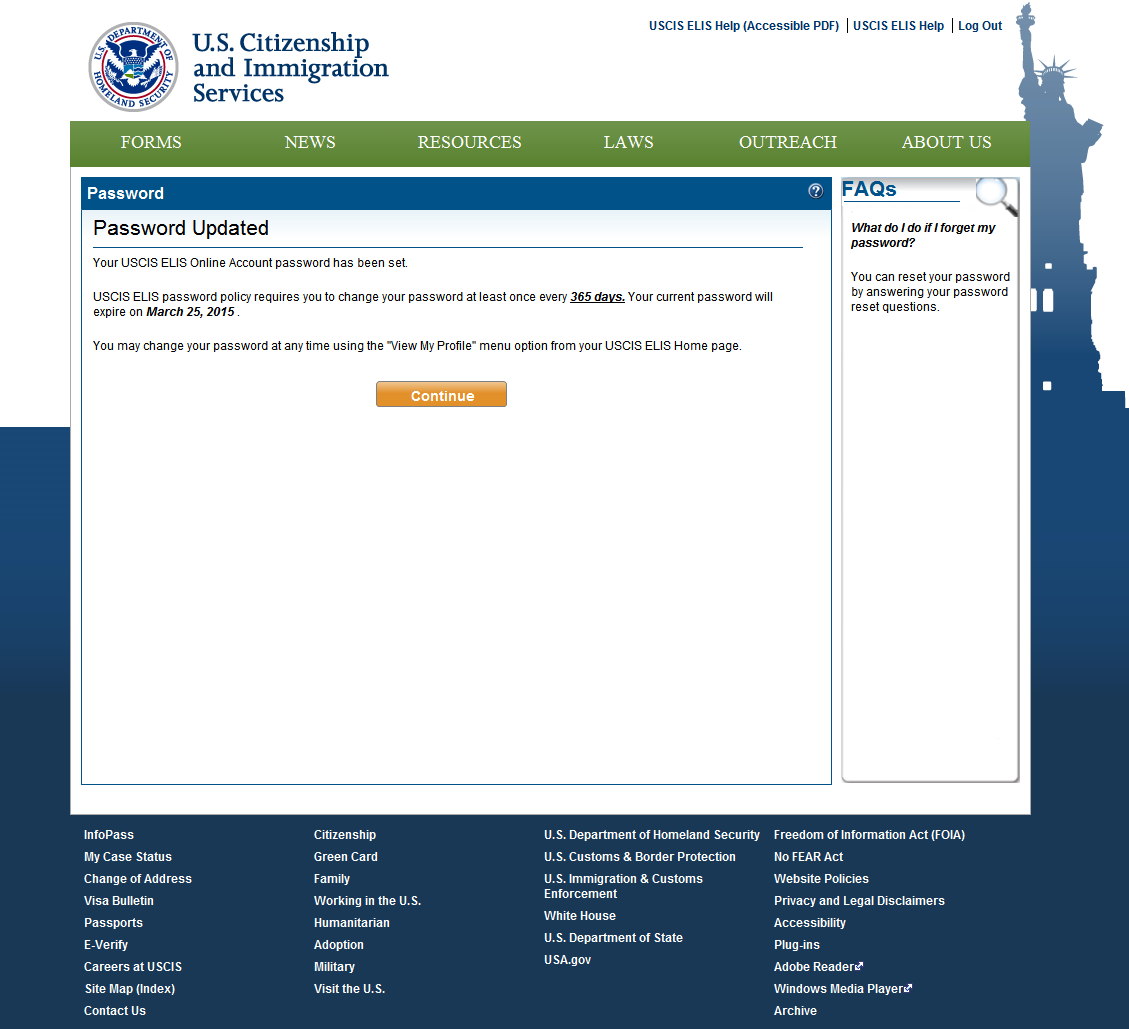 USCIS ELIS Help (Accessible PDF) | USCIS ELIS Help | Log Out
U.S. DEPARTMENT OF HOMELAND SECURITY
U.S. Citizenship
and Immigration
Services
FORMS NEWS RESOURCES LAWS OUTREACH ABOUT US
Password
?
Password Updated
Your USCIS ELIS Online Account password has been set.
USCIS ELIS password policy requires you to change your password at least once every 365 days. Your current password will
expire on March 25, 2015 .
You may change your password at any time using the "View My Profile" menu option from your USCIS ELIS Home page.
Continue
FAQs
What do I do if I forget my
password?
You can reset your password
by answering your password
reset questions.
InfoPass
My Case Status
Change of Address
Visa Bulletin
Passports
E-Verify
Careers at USCIS
Site Map (Index)
Contact Us
Citizenship
Green Card
Family
Working in the U.S.
Humanitarian
Adoption
Military
Visit the U.S.
U.S. Department of Homeland Security
U.S. Customs & Border Protection
U.S. Immigration & Customs
Enforcement
White House
U.S. Department of State
USA.gov
Freedom of Information Act (FOIA)
No FEAR Act
Website Policies
Privacy and Legal Disclaimers
Accessibility
Plug-ins
Adobe Reader
Windows Media Player
Archive